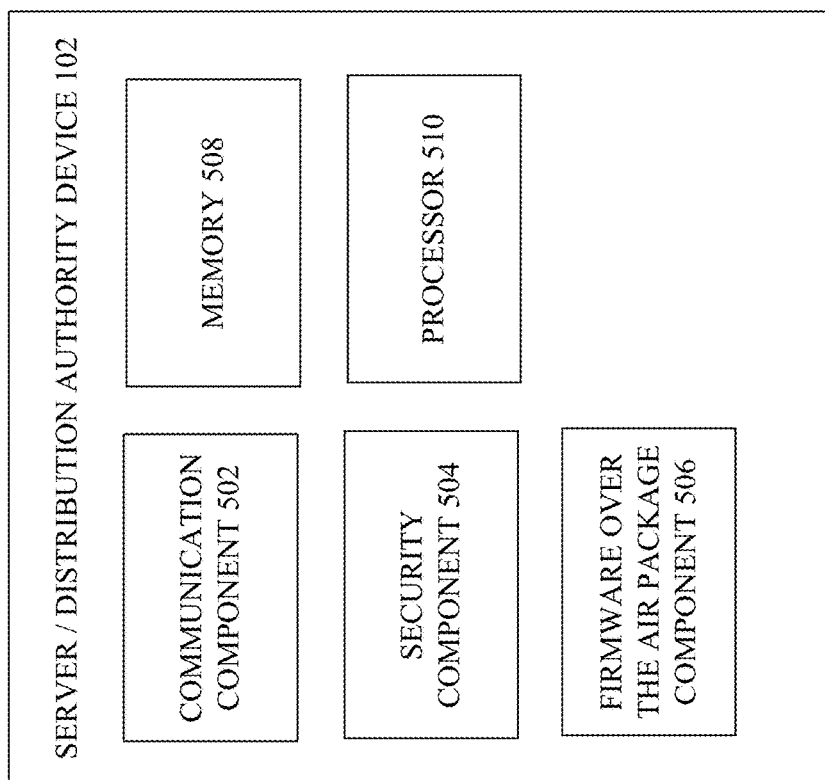 SERVER / DISTRIBUTION AUTHORITY DEVICE 102
COMMUNICATION
COMPONENT 502
MEMORY 508
SECURITY
COMPONENT 504
PROCESSOR 510
FIRMWARE OVER
THE AIR PACKAGE
COMPONENT 506